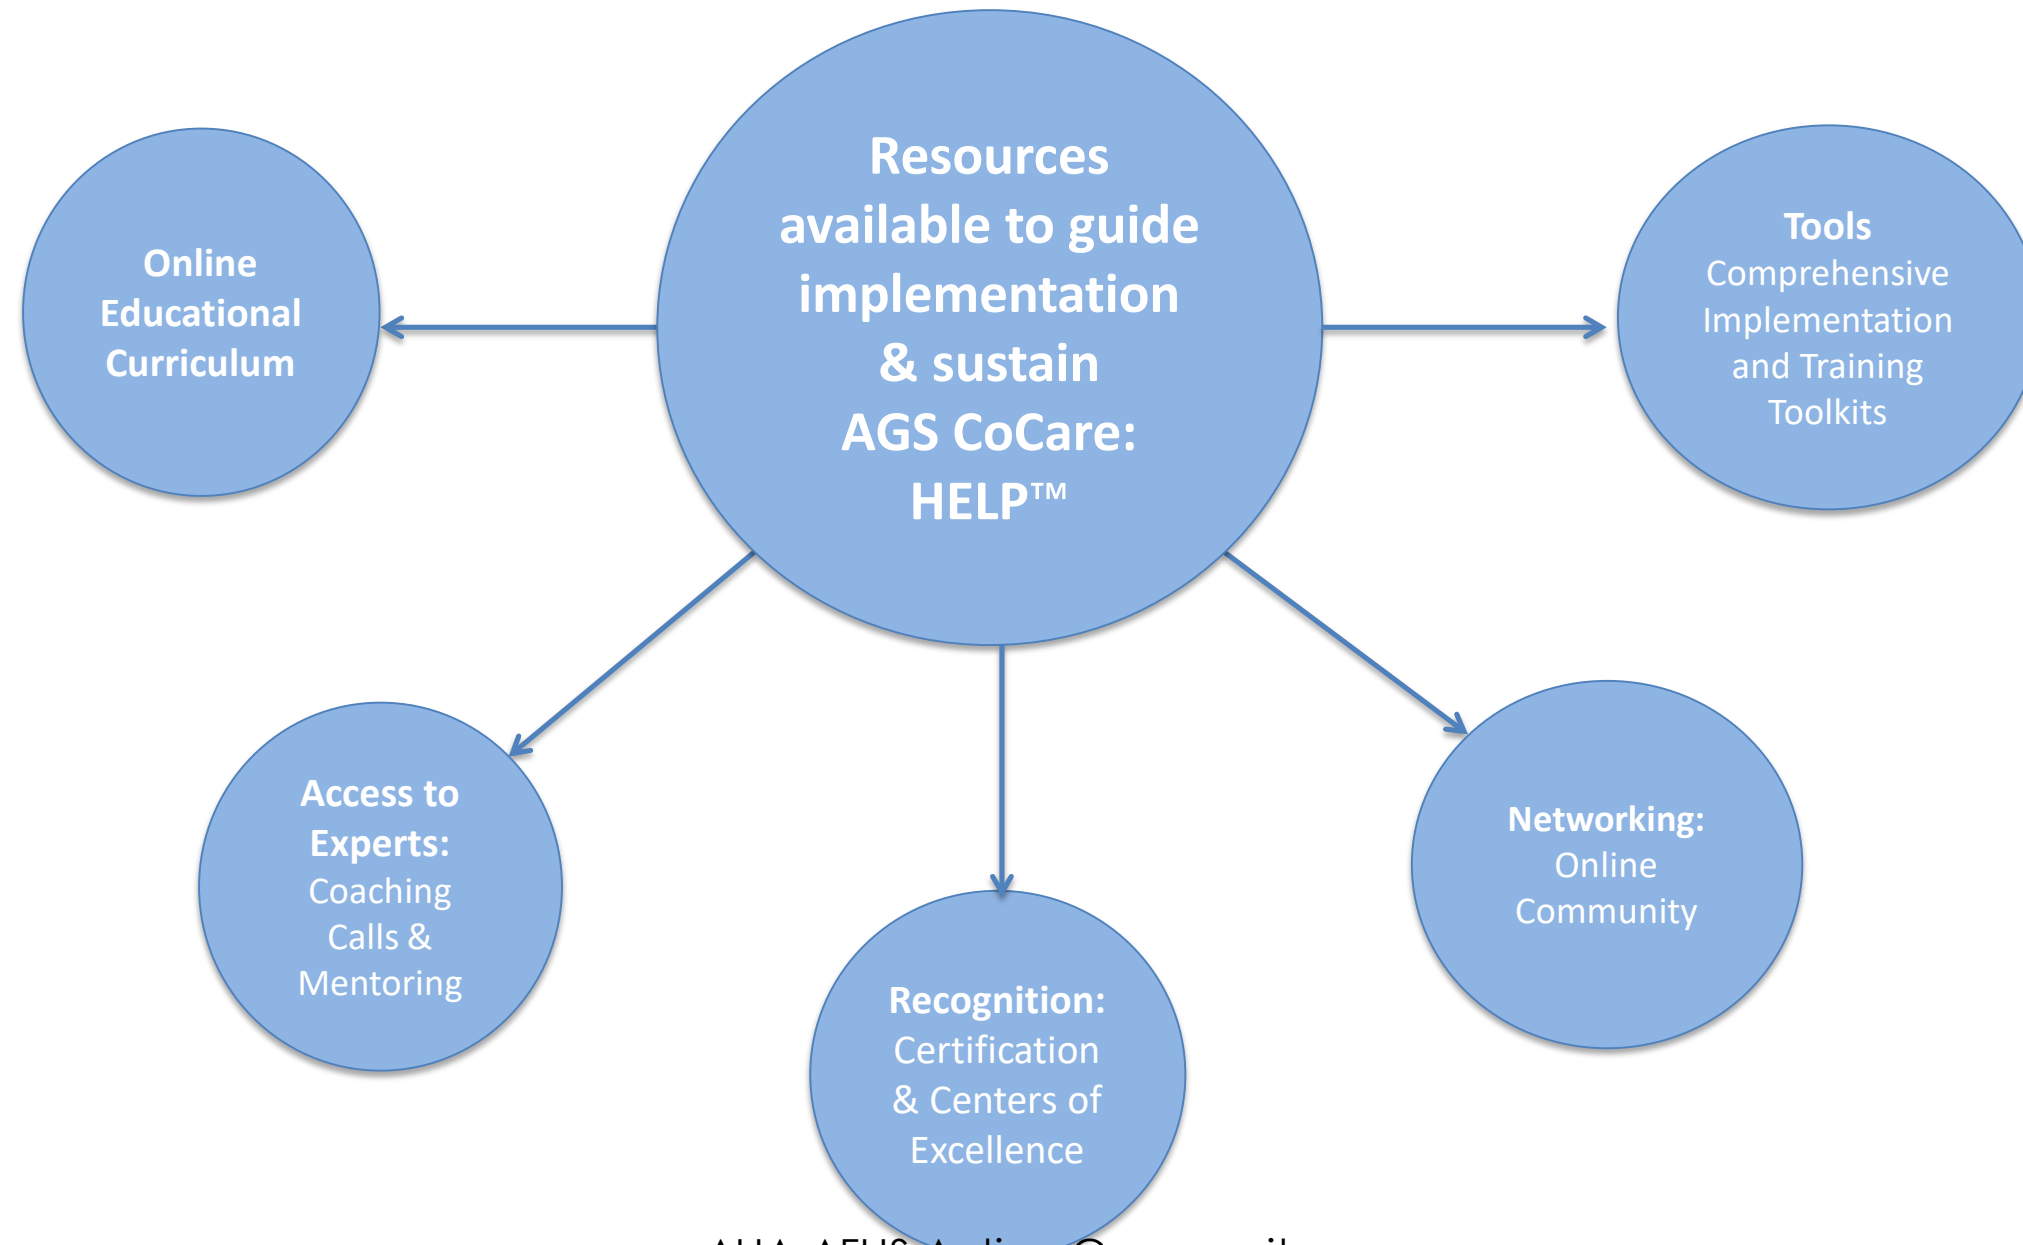 Resources
available to guide
implementation
& sustain
AGS CoCare:
HELP™
Online
Educational
Curriculum
Tools
Comprehensive
Implementation
and Training
Toolkits
Access to
Experts:
Coaching
Calls &
Mentoring
Recognition:
Certification
& Centers of
Excellence
Networking:
Online
Community